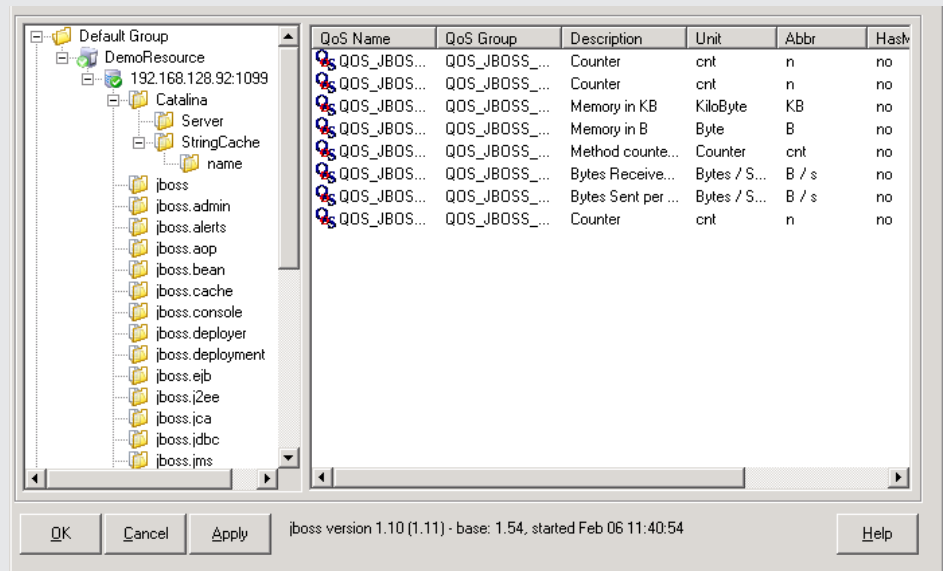 Default Group
DemoResource
192.168.128.92:1099
Catalina
Server
StringCache
name
jboss
jboss.admin
jboss.alerts
jboss.aop
jboss.bean
jboss.cache
jboss.console
jboss.deployer
jboss.deployment
jboss.ejb
jboss.j2ee
jboss.jca
jboss.jdbc
jboss.jms
QoS Name QoS Group Description Unit Abbr HasM
QOS_JBOS... QOS_JBOSS_... Counter cnt n no
QOS_JBOS... QOS_JBOSS_... Counter cnt n no
QOS_JBOS... QOS_JBOSS_... Memory in KB KiloByte KB no
QOS_JBOS... QOS_JBOSS_... Memory in B Byte B no
QOS_JBOS... QOS_JBOSS_... Method counte... Counter cnt no
QOS_JBOS... QOS_JBOSS_... Bytes Receive... Bytes / S... B / s no
QOS_JBOS... QOS_JBOSS_... Bytes Sent per ... Bytes / S... B / s no
QOS_JBOS... QOS_JBOSS_... Counter cnt n no
OK Cancel Apply jboss version 1.10 (1.11) - base: 1.54, started Feb 06 11:40:54 Help